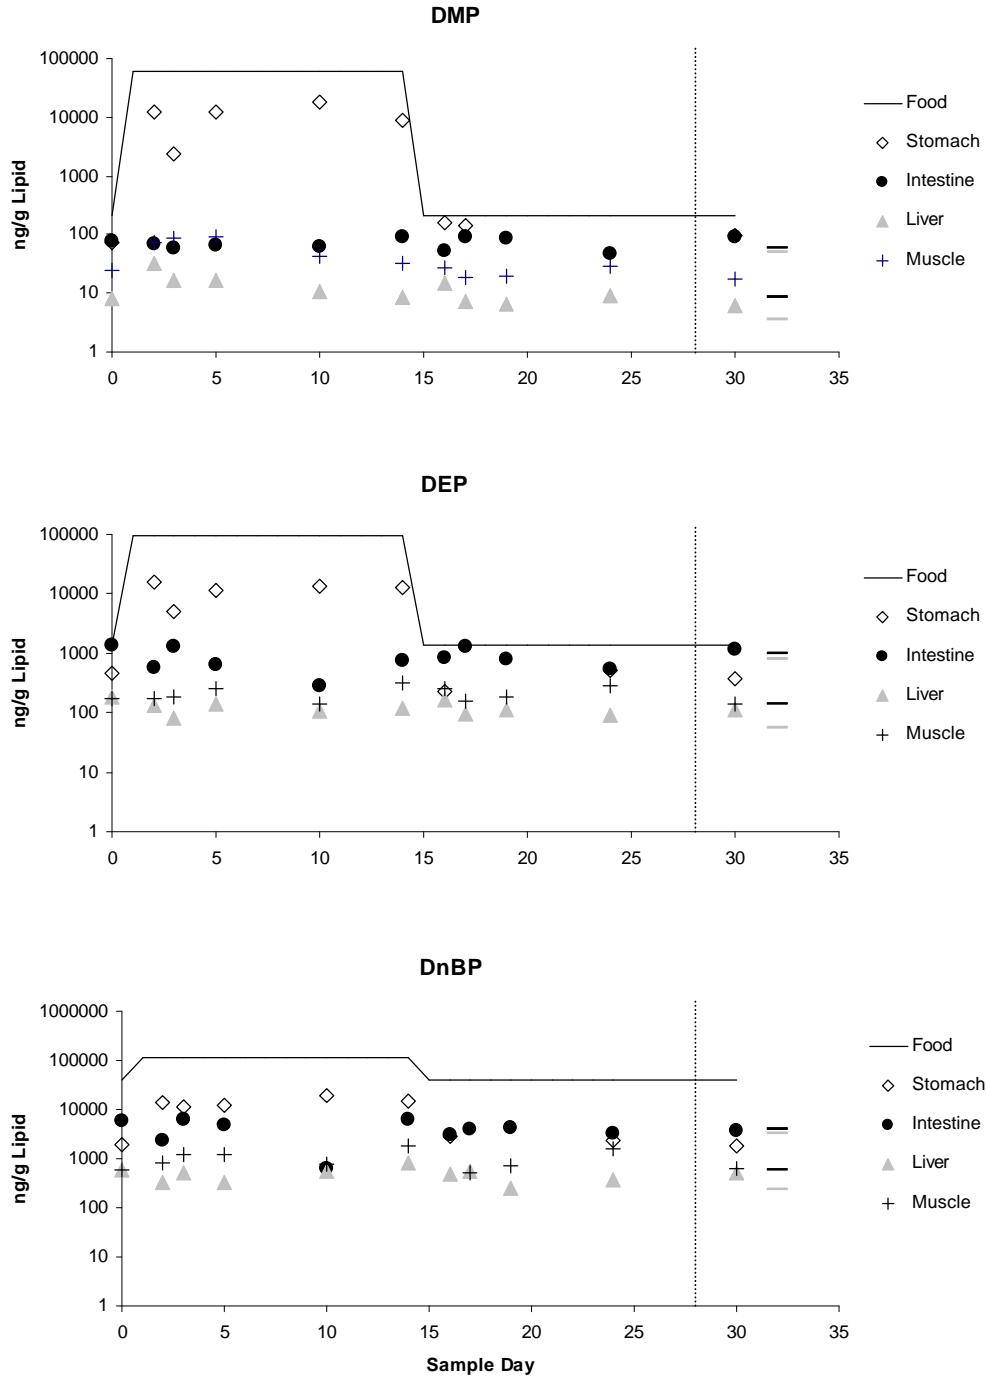 DMP
100000
10000
1000
100
10
1
ng/g Lipid
0 5 10 15 20 25 30 35
Food
Stomach
Intestine
Liver
Muscle
DEP
100000
10000
1000
100
10
1
ng/g Lipid
0 5 10 15 20 25 30 35
Food
Stomach
Intestine
Liver
Muscle
DnBP
1000000
100000
10000
1000
100
10
1
ng/g Lipid
0 5 10 15 20 25 30 35
Sample Day
Food
Stomach
Intestine
Liver
Muscle